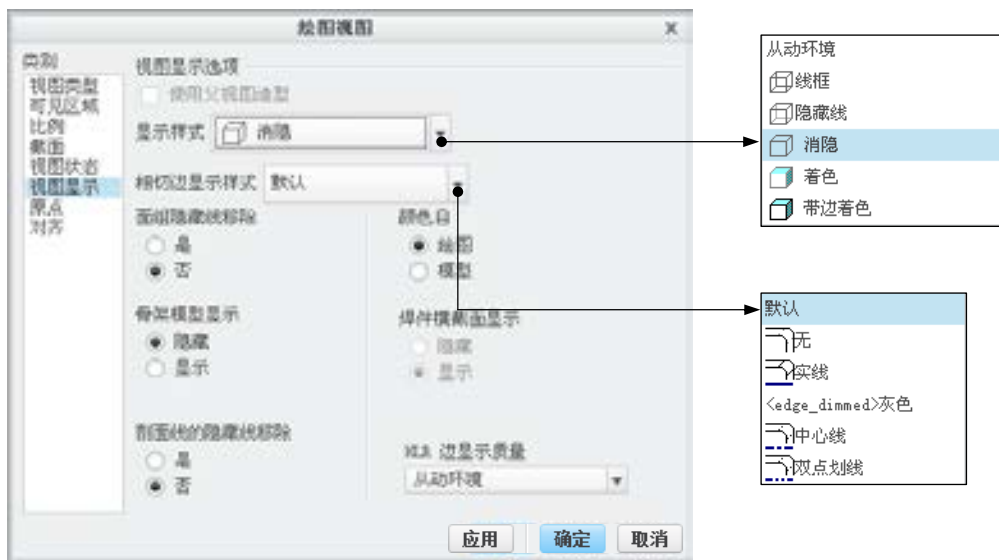 绘图视图
类别
视图类型
可见区域
比例
截面
视图状态
视图显示
原点
对齐
视图显示选项
使用父视图造型
显示样式 消隐
相切边显示样式 默认
面组隐藏线移除
是
否
颜色自
绘图
模型
骨架模型显示
隐藏
显示
焊件横截面显示
隐藏
显示
剖面线的隐藏线移除
是
否
边显示质量
从动环境
应用 确定 取消
从动环境
线框
隐藏线
消隐
着色
带边着色
默认
无
实线
<edge_dimmed>灰色
中心线
双点划线